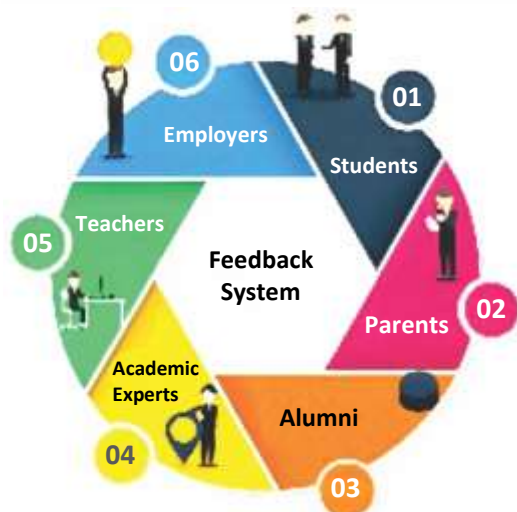 06
01
Employers
Students
05
Teachers
Feedback
System
02
Parents
Academic
Experts
Alumni
04
03